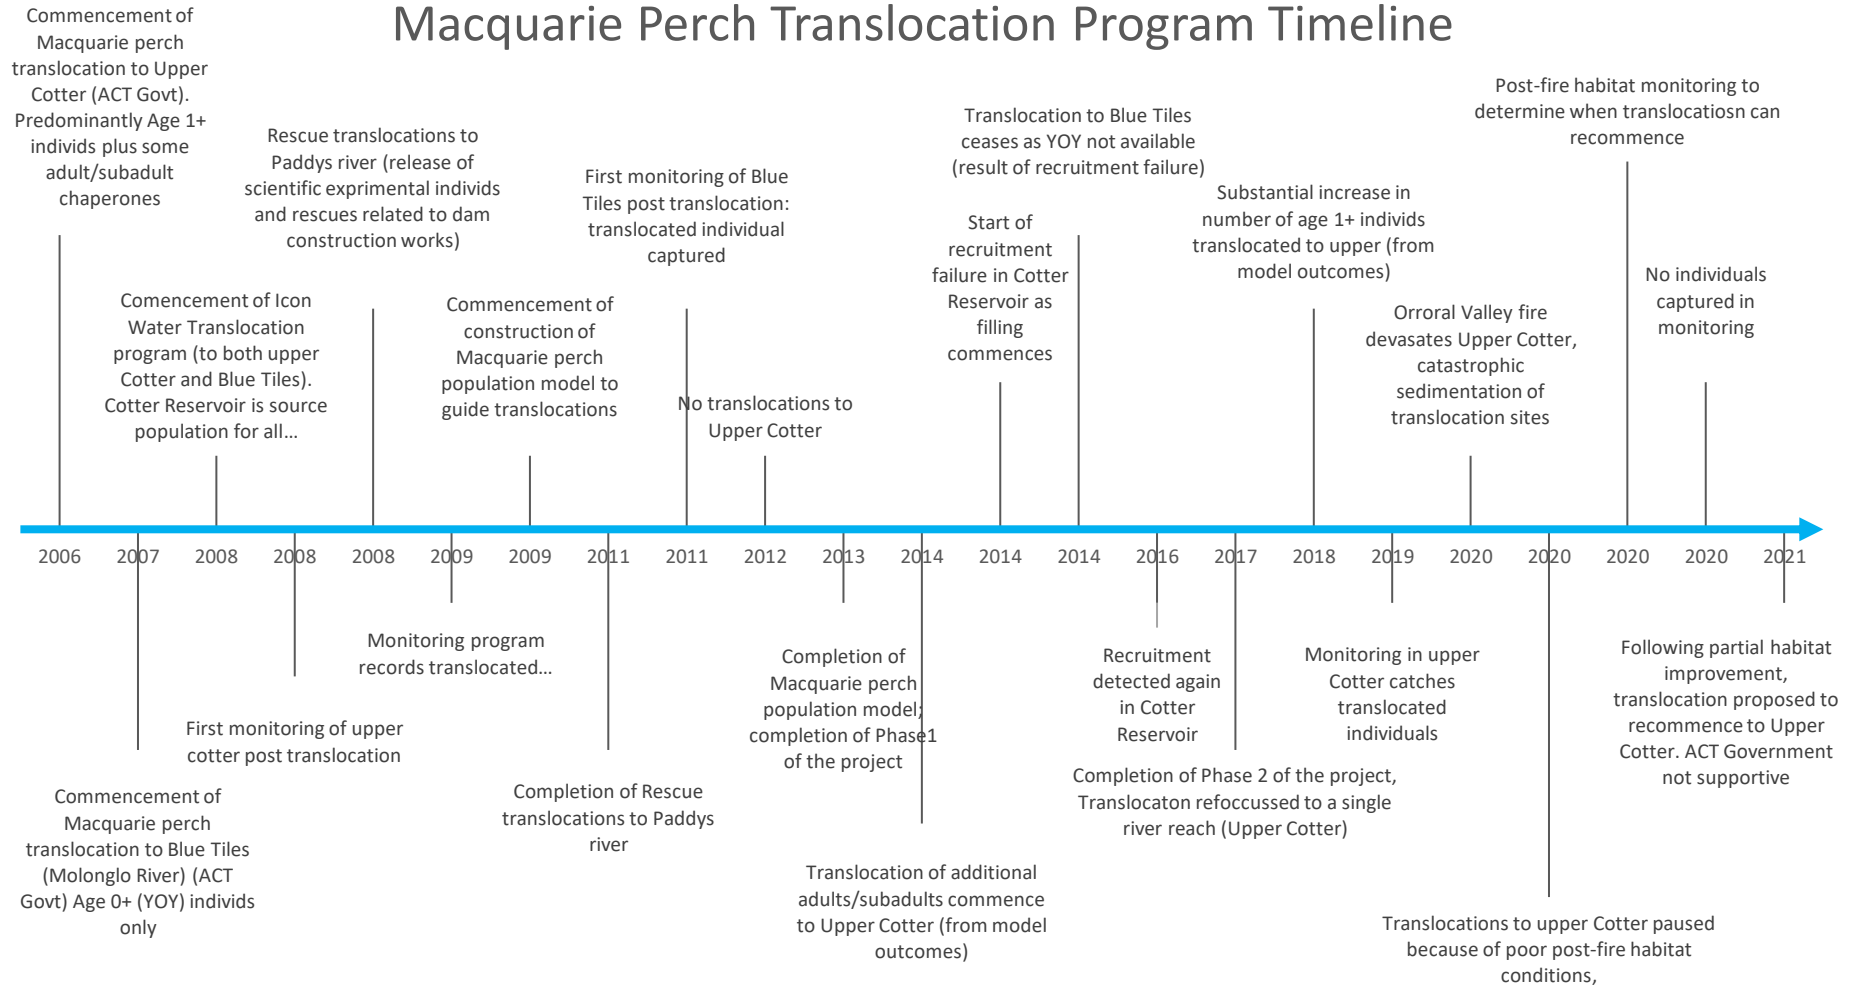 Macquarie Perch Translocation Program Timeline
Commencement of
Macquarie perch
translocation to Upper
Cotter (ACT Govt).
Predominantly Age 1+
individs plus some
adult/subadult
chaperones
Comencement of Icon
Water Translocation
program (to both upper
Cotter and Blue Tiles).
Cotter Reservoir is source
population for all...
Rescue translocations to
Paddys river (release of
scientific exprimental individs
and rescues related to dam
construction works)
Commencement of
construction of
Macquarie perch
population model to
guide translocations
First monitoring of Blue
Tiles post translocation:
translocated individual
captured
No translocations to
Upper Cotter
Start of
recruitment
failure in Cotter
Reservoir as
filling
commences
Translocation to Blue Tiles
ceases as YOY not available
(result of recruitment failure)
Substantial increase in
number of age 1+ individs
translocated to upper (from
model outcomes)
Orroral Valley fire
devasates Upper Cotter,
catastrophic
sedimentation of
translocation sites
Post-fire habitat monitoring to
determine when translocatiosn can
recommence
No individuals
captured in
monitoring
2006 2007 2008 2008 2008 2009 2009 2011 2011 2012 2013 2014 2014 2014 2016 2017 2018 2019 2020 2020 2020 2020 2021
Commencement of
Macquarie perch
translocation to Blue Tiles
(Molonglo River) (ACT
Govt) Age 0+ (YOY) individs
only
First monitoring of upper
cotter post translocation
Monitoring program
records translocated...
Completion of Rescue
translocations to Paddys
river
Completion of
Macquarie perch
population model;
completion of Phase1
of the project
Translocation of additional
adults/subadults commence
to Upper Cotter (from model
outcomes)
Recruitment
detected again
in Cotter
Reservoir
Completion of Phase 2 of the project,
Translocaton refoccussed to a single
river reach (Upper Cotter)
Monitoring in upper
Cotter catches
translocated
individuals
Translocations to upper Cotter paused
because of poor post-fire habitat
conditions,
Following partial habitat
improvement,
translocation proposed to
recommence to Upper
Cotter. ACT Government
not supportive